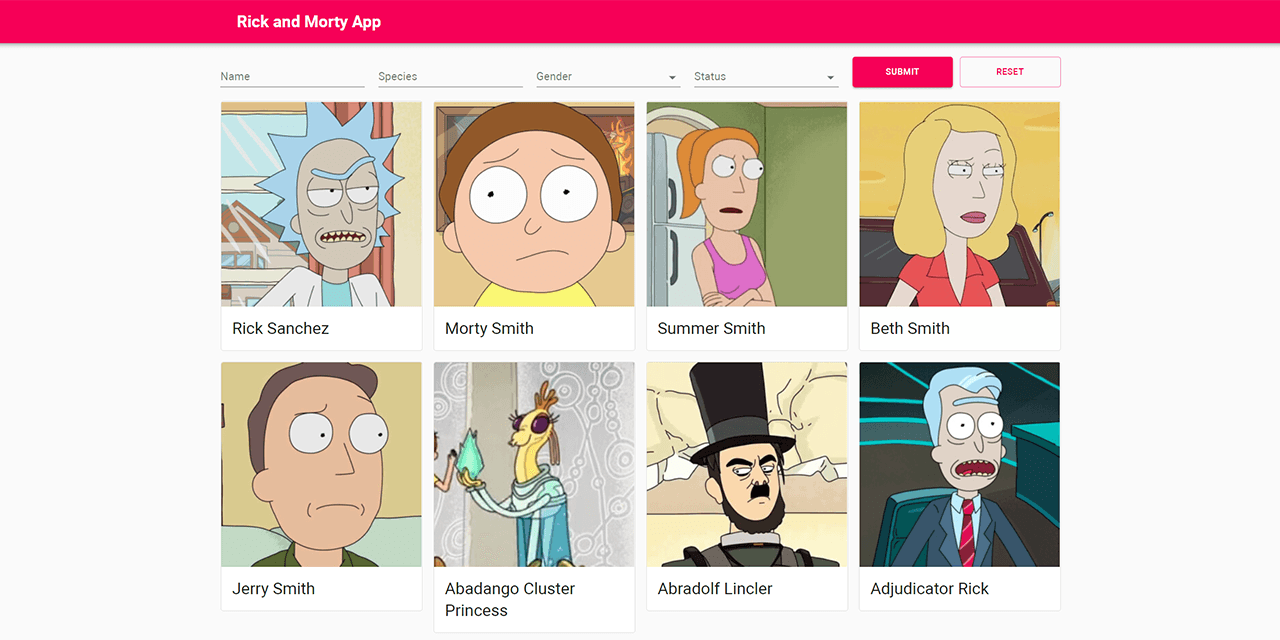 Rick and Morty App
Name Species Gender Status SUBMIT RESET
Rick Sanchez Morty Smith Summer Smith Beth Smith
Jerry Smith Abadango Cluster Abradolf Lincler Adjudicator Rick
Princess